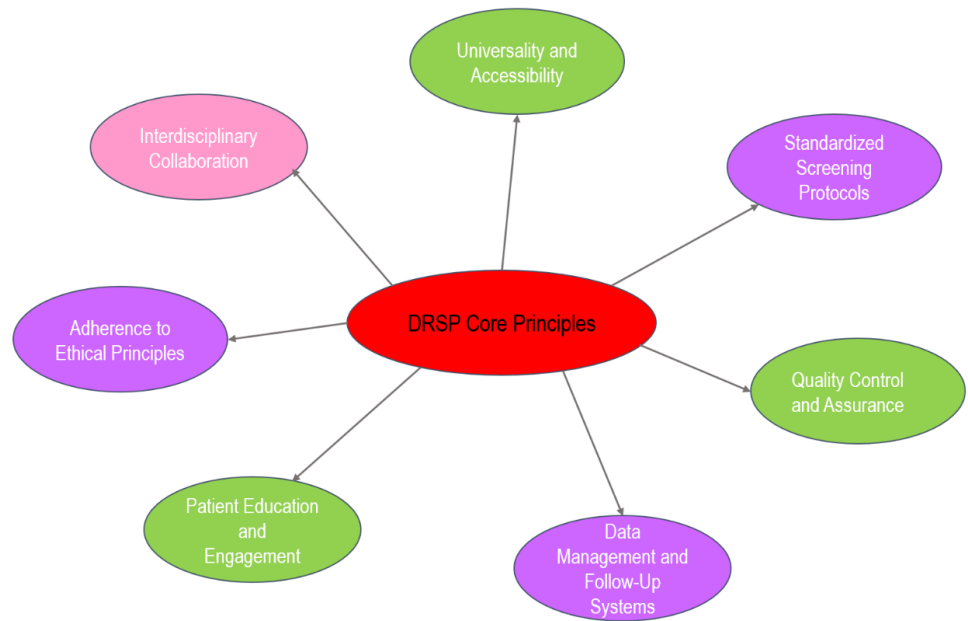 Universality and
Accessibility
Interdisciplinary
Collaboration
Standardized
Screening
Protocols
DRSP Core Principles
Adherence to
Ethical Principles
Quality Control
and Assurance
Patient Education
and
Engagement
Data
Management and
Follow-Up
Systems